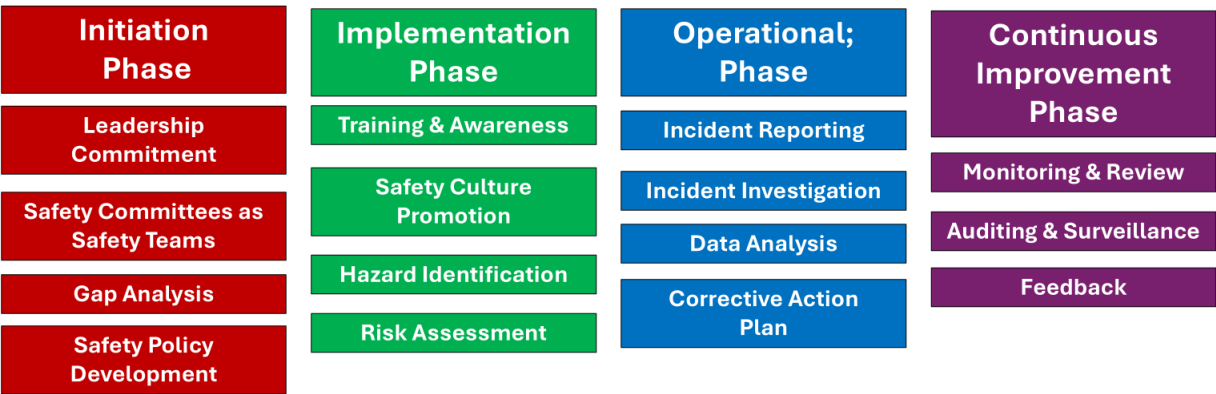 Initiation
Phase
Leadership
Commitment
Safety Committees as
Safety Teams
Gap Analysis
Safety Policy
Development
Implementation
Phase
Training & Awareness
Safety Culture
Promotion
Hazard Identification
Risk Assessment
Operational;
Phase
Incident Reporting
Incident Investigation
Data Analysis
Corrective Action
Plan
Continuous
Improvement
Phase
Monitoring & Review
Auditing & Surveillance
Feedback